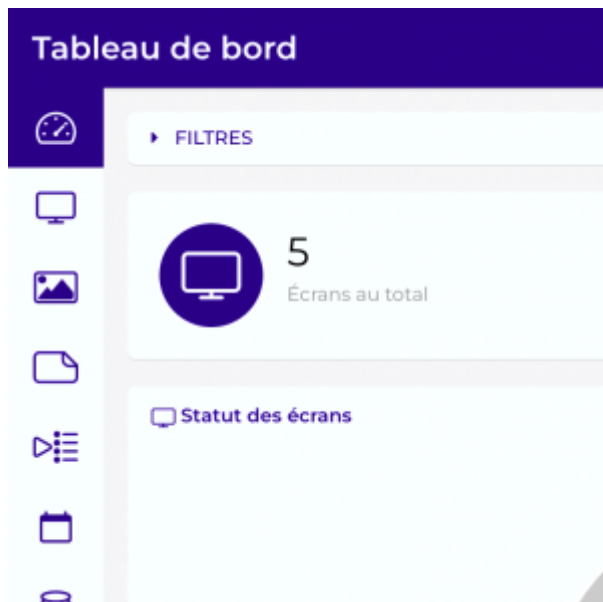 Tableau de bord
FILTRES
5
Écrans au total
Statut des écrans